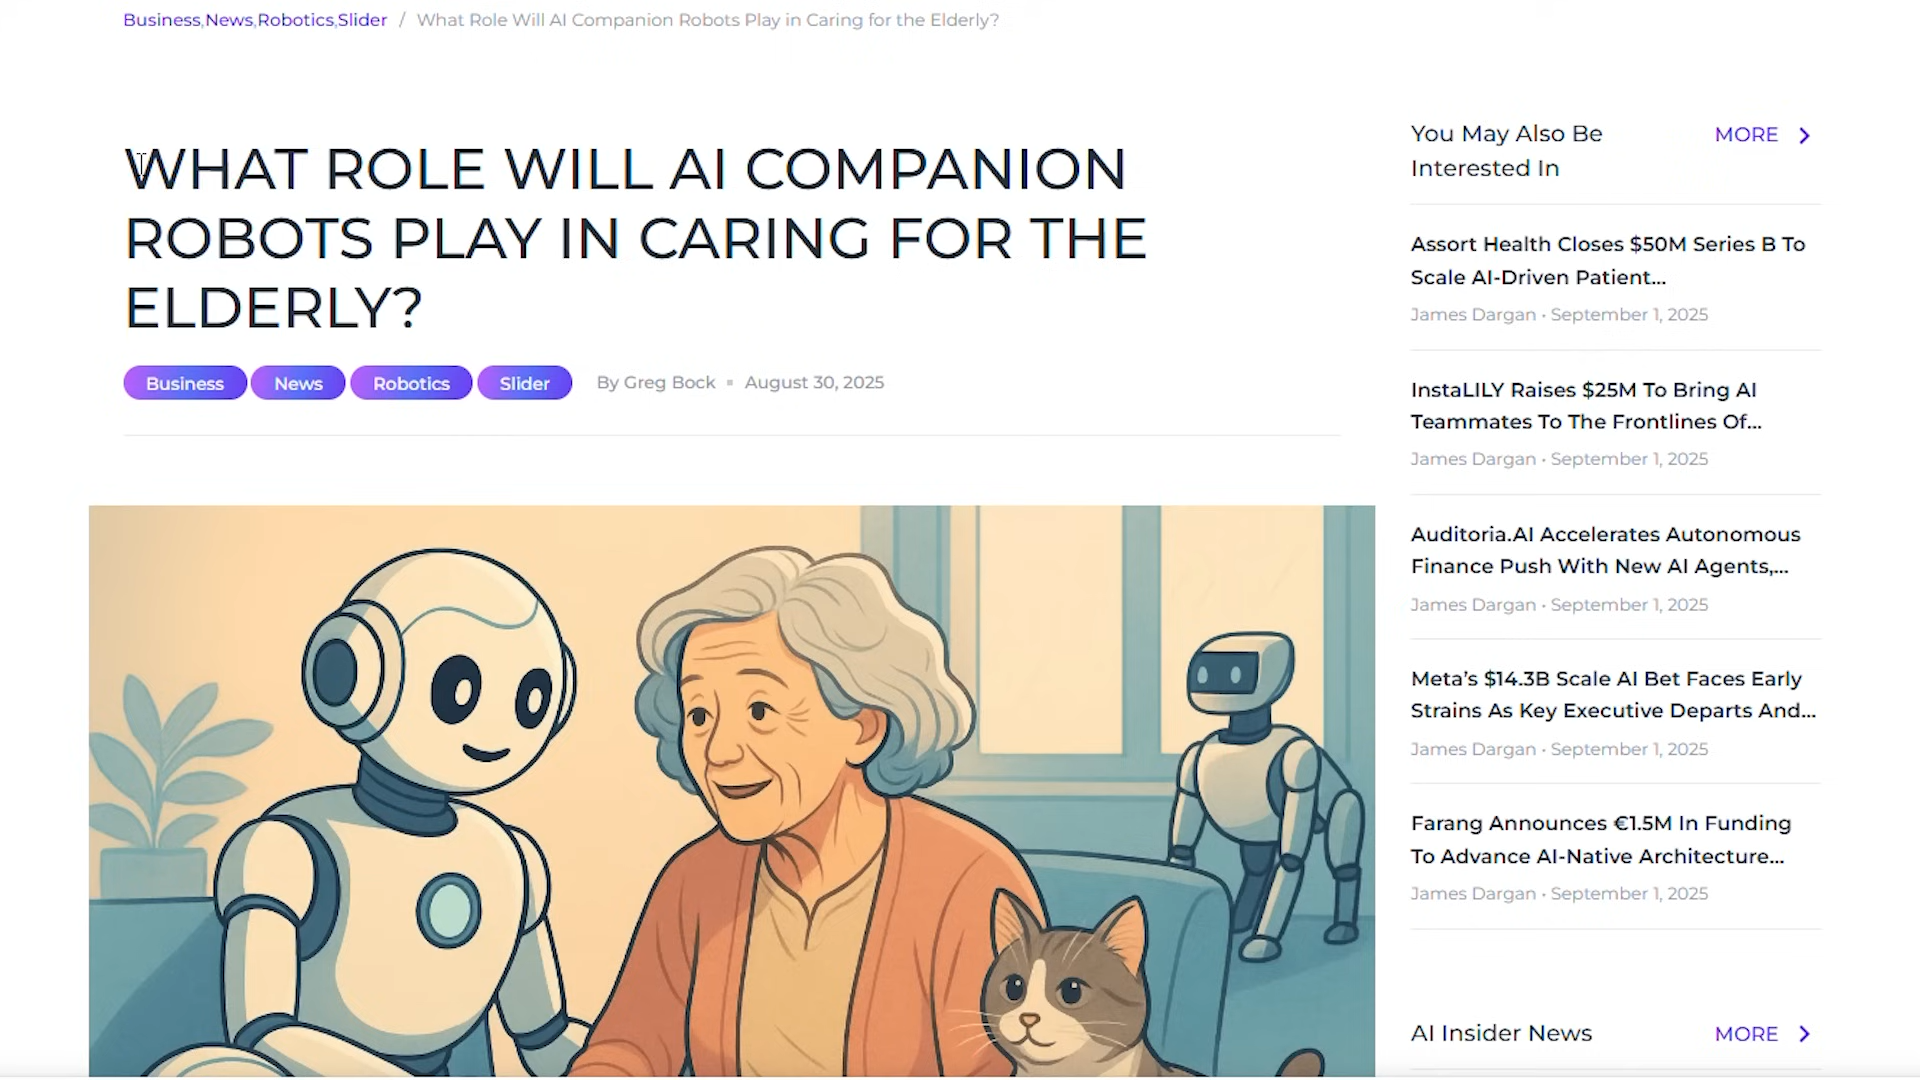 Business,News,Robotics,Slider / What Role Will AI Companion Robots Play in Caring for the Elderly?
WHAT ROLE WILL AI COMPANION
ROBOTS PLAY IN CARING FOR THE
ELDERLY?
Business News Robotics Slider By Greg Bock August 30, 2025
You May Also Be
Interested In
MORE
Assort Health Closes $50M Series B To
Scale AI-Driven Patient...
James Dargan • September 1, 2025
InstaLILY Raises $25M To Bring AI
Teammates To The Frontlines Of...
James Dargan • September 1, 2025
Auditoria.AI Accelerates Autonomous
Finance Push With New AI Agents,...
James Dargan • September 1, 2025
Meta’s $14.3B Scale AI Bet Faces Early
Strains As Key Executive Departs And...
James Dargan • September 1, 2025
Farang Announces €1.5M In Funding
To Advance AI-Native Architecture...
James Dargan • September 1, 2025
AI Insider News
MORE